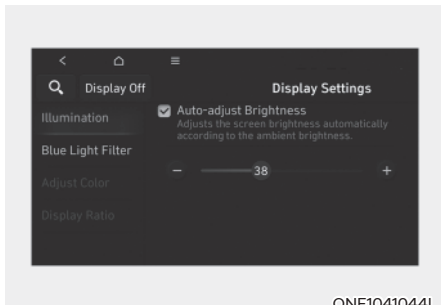 Display Off
Display Settings
Illumination
Auto-adjust Brightness
Adjusts the screen brightness automatically
according to the ambient brightness.
Blue Light Filter
− 38 +
Adjust Color
Display Ratio